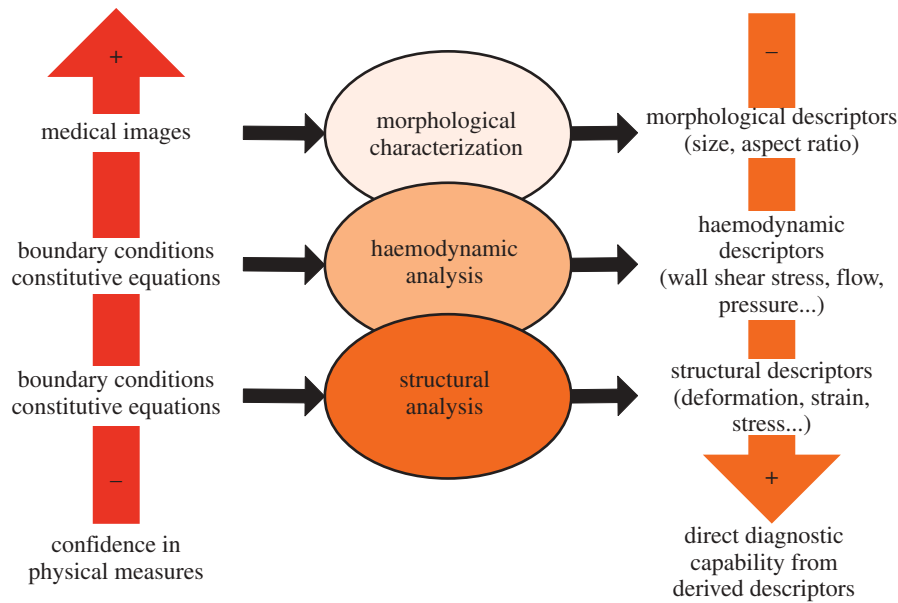 +
medical images
boundary conditions
constitutive equations
boundary conditions
constitutive equations
–
confidence in
physical measures
morphological
characterization
haemodynamic
analysis
structural
analysis
–
morphological descriptors
(size, aspect ratio)
haemodynamic
descriptors
(wall shear stress, flow,
pressure...)
structural descriptors
(deformation, strain,
stress...)
+
direct diagnostic
capability from
derived descriptors